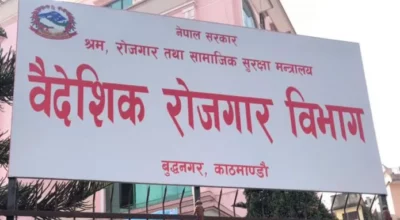 नेपाल सरकार
श्रम, रोजगार तथा सामाजिक सुरक्षा मन्त्रालय
वैदेशिक रोजगार विभाग
बुद्धनगर, काठमाण्डौ